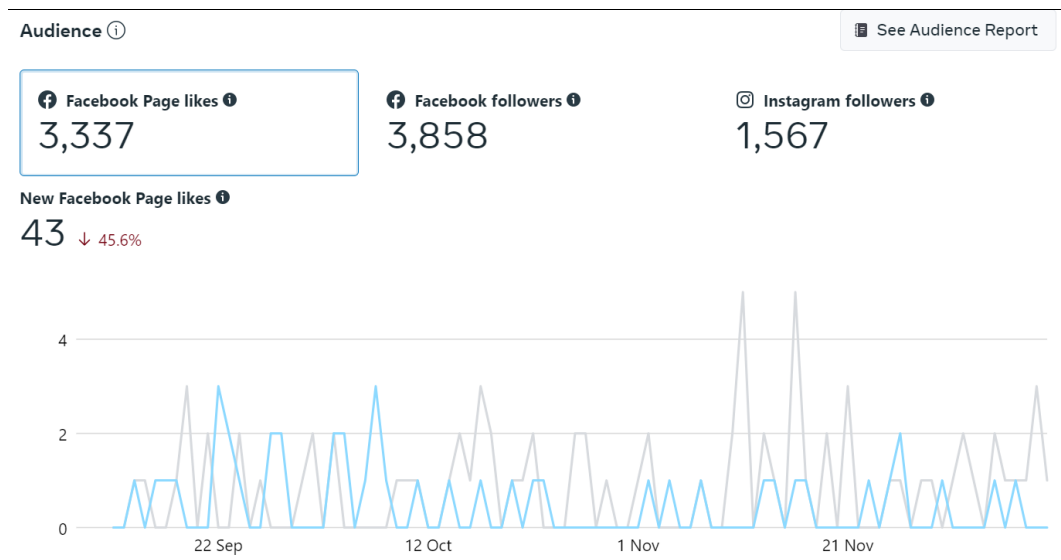 Audience
See Audience Report
Facebook Page likes
3,337
Facebook followers
3,858
Instagram followers
1,567
New Facebook Page likes
43 ↓ 45.6%
4
2
0
22 Sep 12 Oct 1 Nov 21 Nov